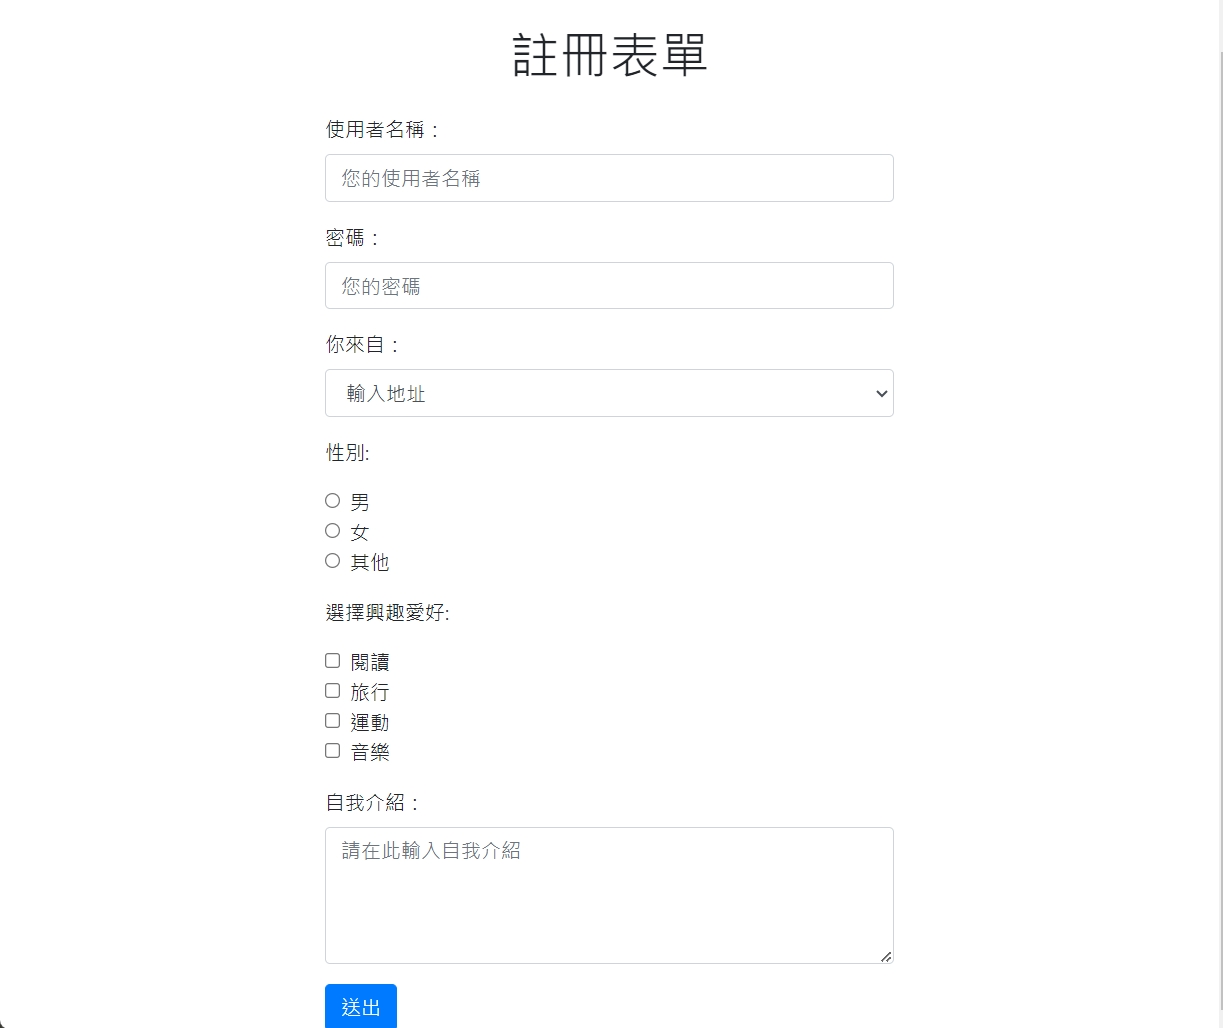 註冊表單
使用者名稱：
您的使用者名稱
密碼：
您的密碼
你來自：
輸入地址
性別:
男
女
其他
選擇興趣愛好:
閱讀
旅行
運動
音樂
自我介紹：
請在此輸入自我介紹
送出